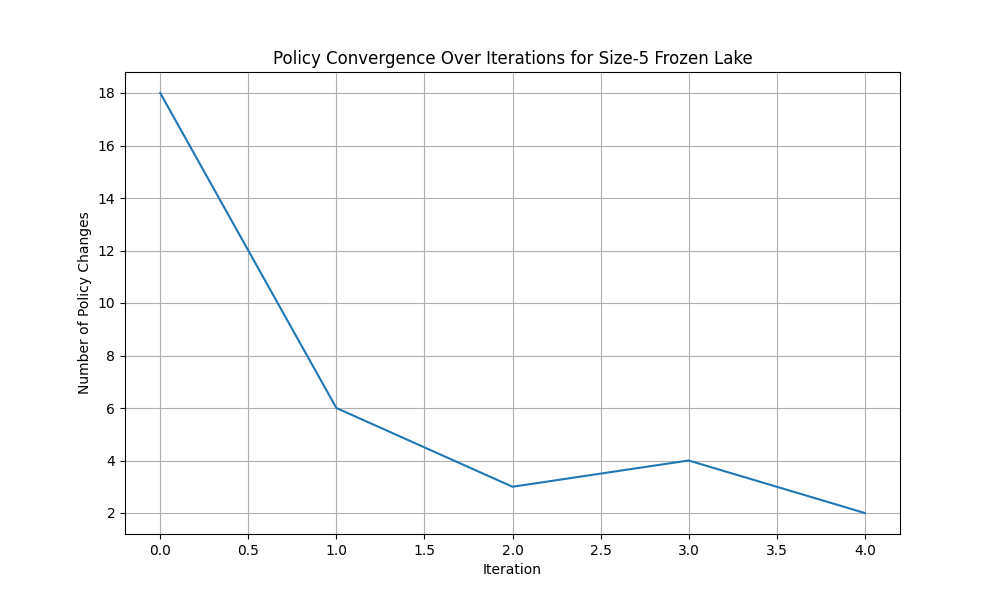 Policy Convergence Over Iterations for Size-5 Frozen Lake
Number of Policy Changes
18
16
14
12
10
8
6
4
2
0.0 0.5 1.0 1.5 2.0 2.5 3.0 3.5 4.0
Iteration